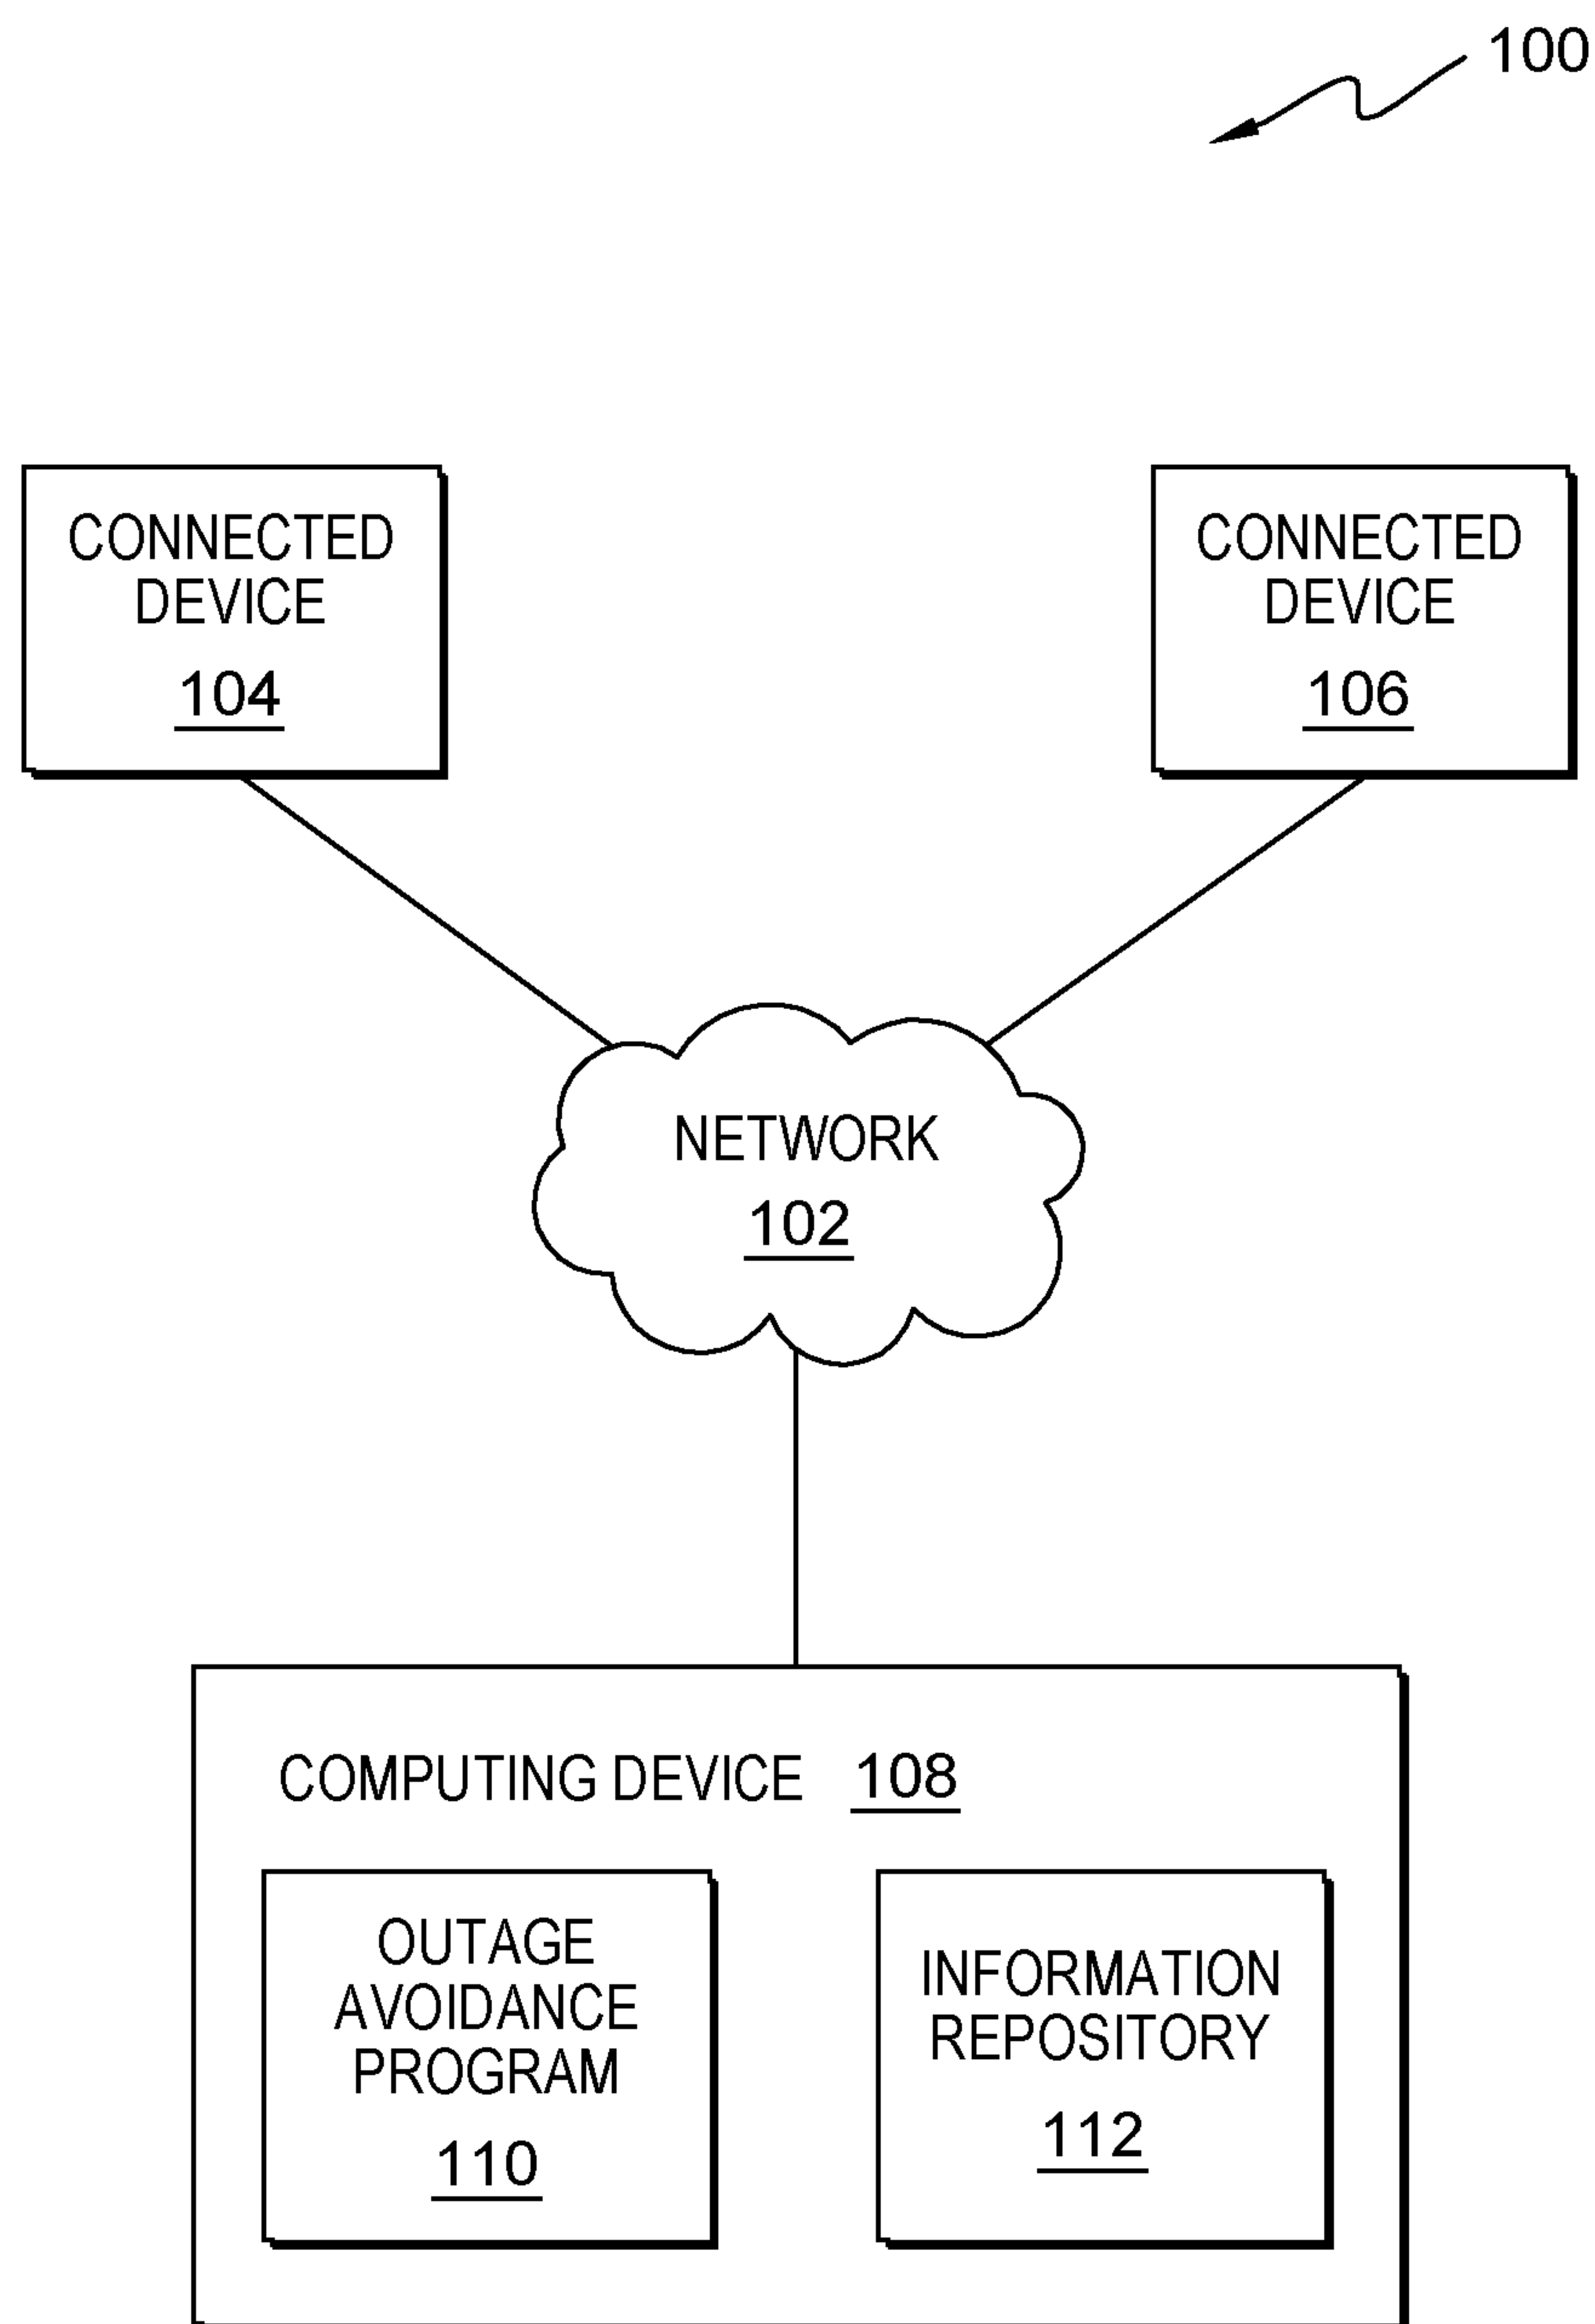 100
CONNECTED
DEVICE
104
CONNECTED
DEVICE
106
NETWORK
102
COMPUTING DEVICE 108
OUTAGE
AVOIDANCE
PROGRAM
110
INFORMATION
REPOSITORY
112